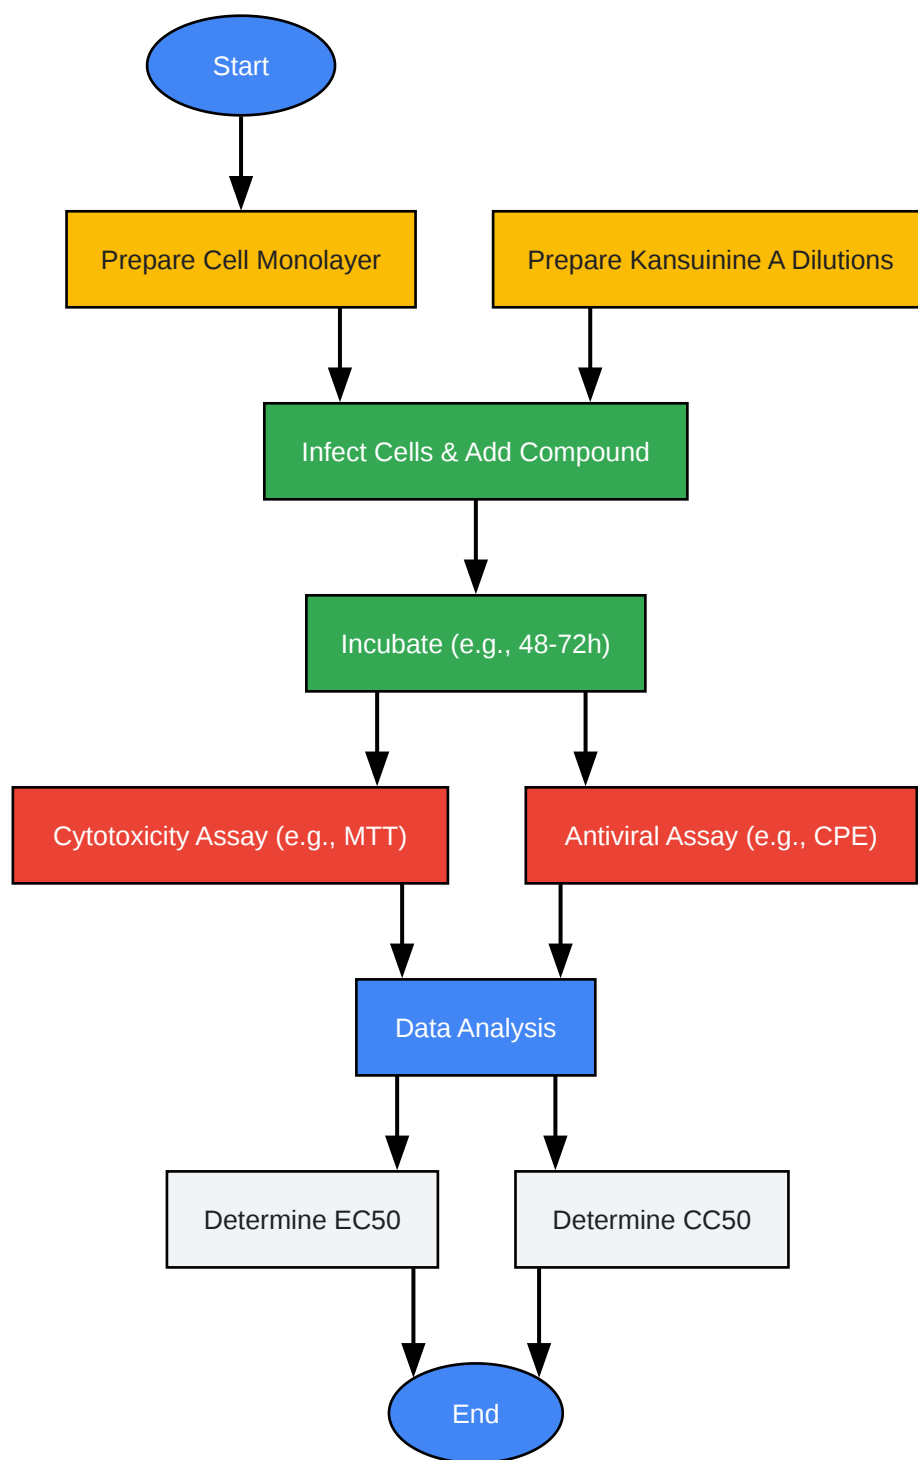 Start
Prepare Cell Monolayer
Prepare Kansuinine A Dilutions
Infect Cells & Add Compound
Incubate (e.g., 48-72h)
Cytotoxicity Assay (e.g., MTT)
Antiviral Assay (e.g., CPE)
Data Analysis
Determine EC50
Determine CC50
End